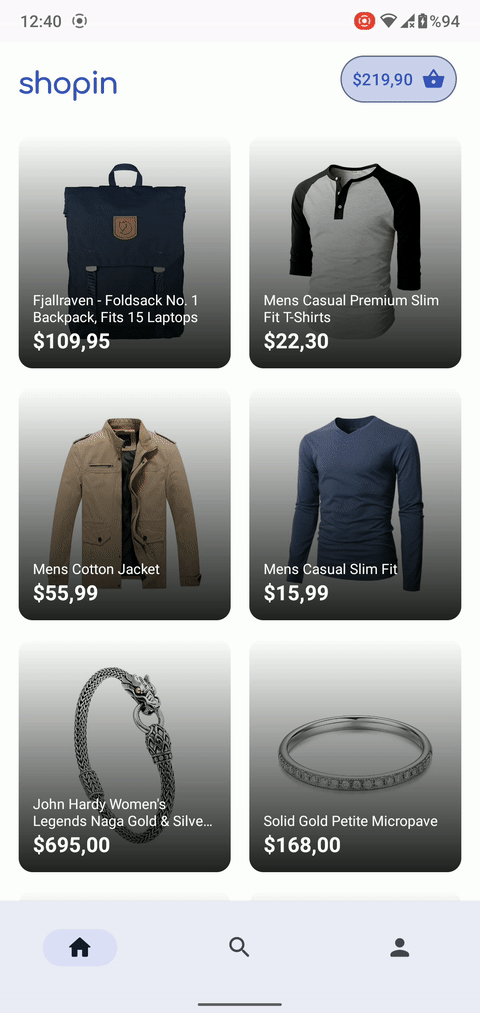 12:40
%94
shopin
$219,90
Fjallraven - Foldsack No. 1
Backpack, Fits 15 Laptops
$109,95
Mens Casual Premium Slim
Fit T-Shirts
$22,30
Mens Cotton Jacket
$55,99
Mens Casual Slim Fit
$15,99
John Hardy Women's
Legends Naga Gold & Silve…
$695,00
Solid Gold Petite Micropave
$168,00